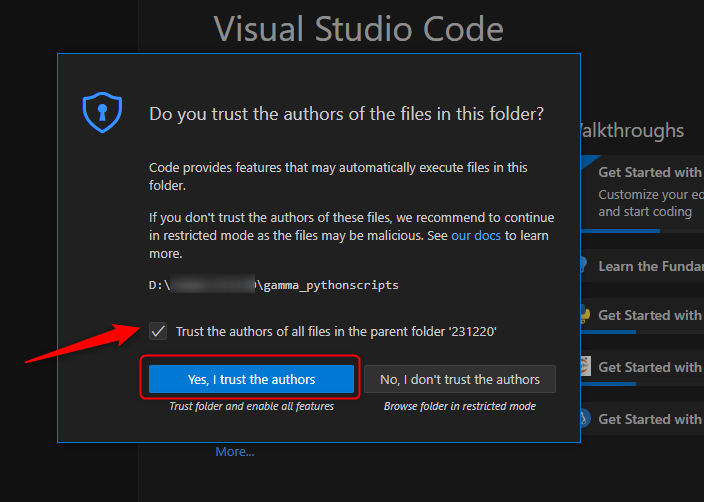 Visual Studio Code
Do you trust the authors of the files in this folder?
Code provides features that may automatically execute files in this
folder.
If you don't trust the authors of these files, we recommend to continue
in restricted mode as the files may be malicious. See our docs to learn
more.
D:\ \gamma_pythonscripts
Trust the authors of all files in the parent folder '231220'
Yes, I trust the authors
No, I don't trust the authors
Trust folder and enable all features
Browse folder in restricted mode
alkthroughs
Get Started with
Customize your ed
and start coding
Learn the Fundam
Get Started with
Get Started with
Get Started with
More...